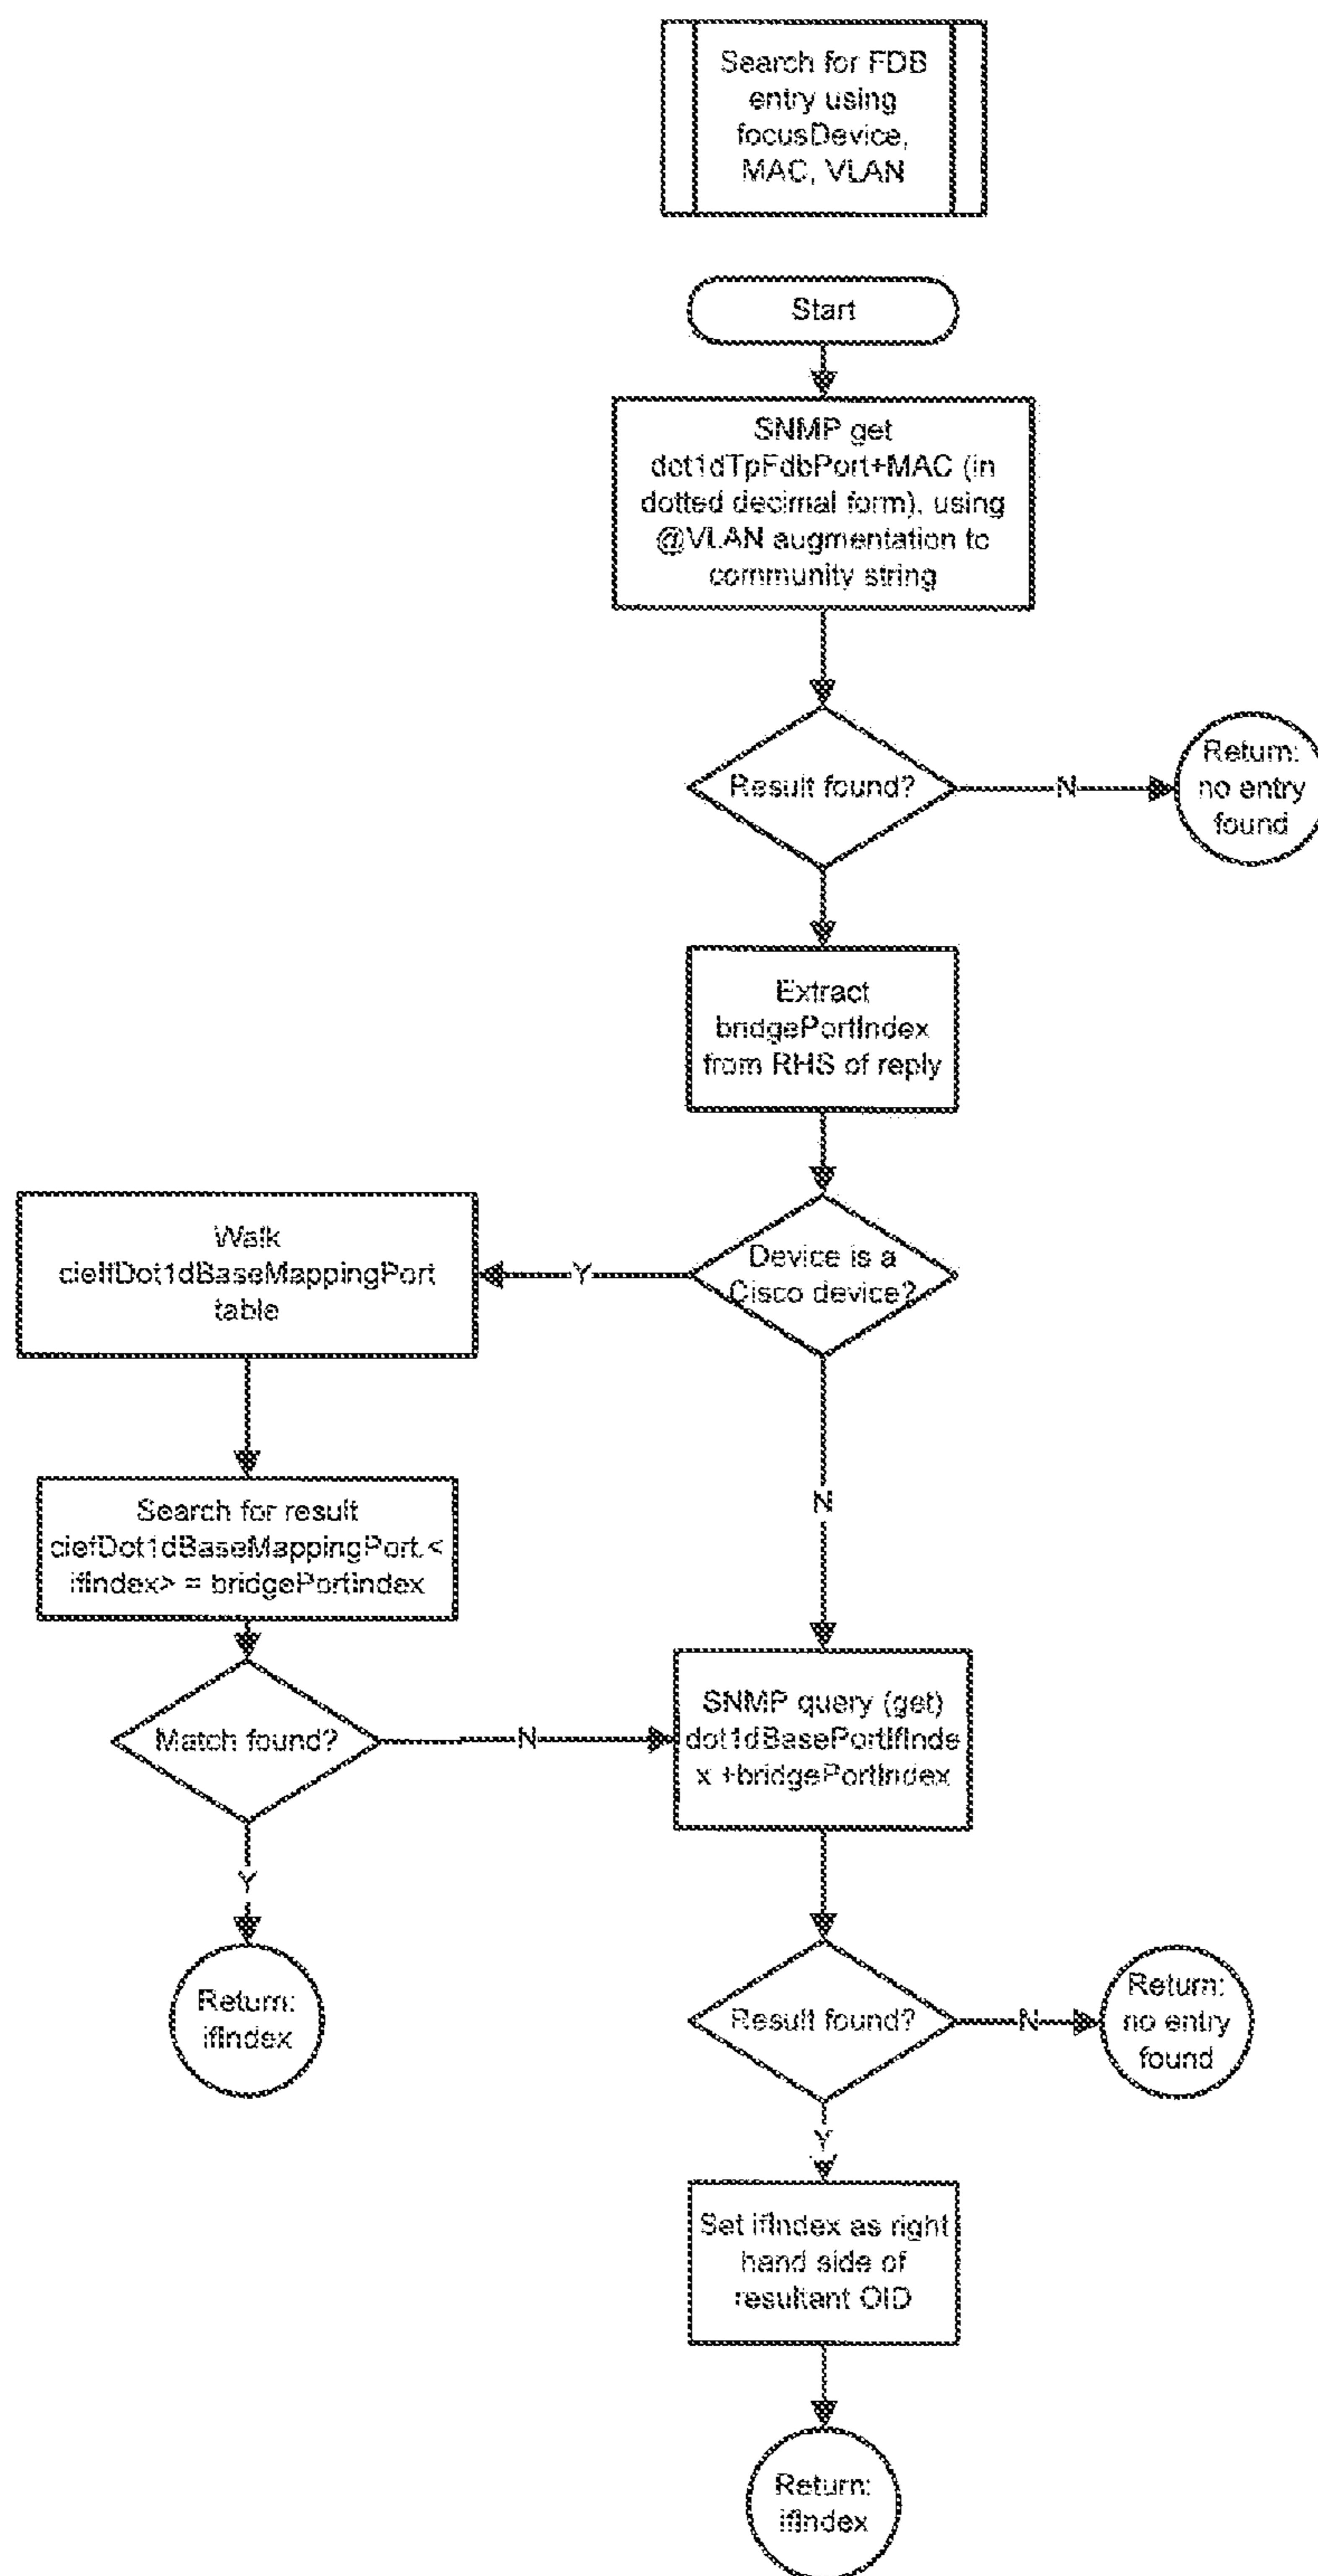 Search for FDB
entry using
focusDevice,
MAC, VLAN
Start
SNMP get
dot1dTpFdbPort+MAC (in
dotted decimal form), using
@VLAN augmentation to
community string
Result found?
N
Return:
no entry
found
Extract
bridgePortIndex
from RHS of reply
Device is a
Cisco device?
Y
Walk
cieIfDot1dBaseMappingPort
table
N
Search for result
ciefDot1dBaseMappingPort.<
ifIndex> = bridgePortIndex
Match found?
N
SNMP query (get)
dot1dBasePortIfInde
x +bridgePortIndex
Y
Return:
ifIndex
Result found?
N
Return:
no entry
found
Y
Set ifIndex as right
hand side of
resultant OID
Return:
ifIndex